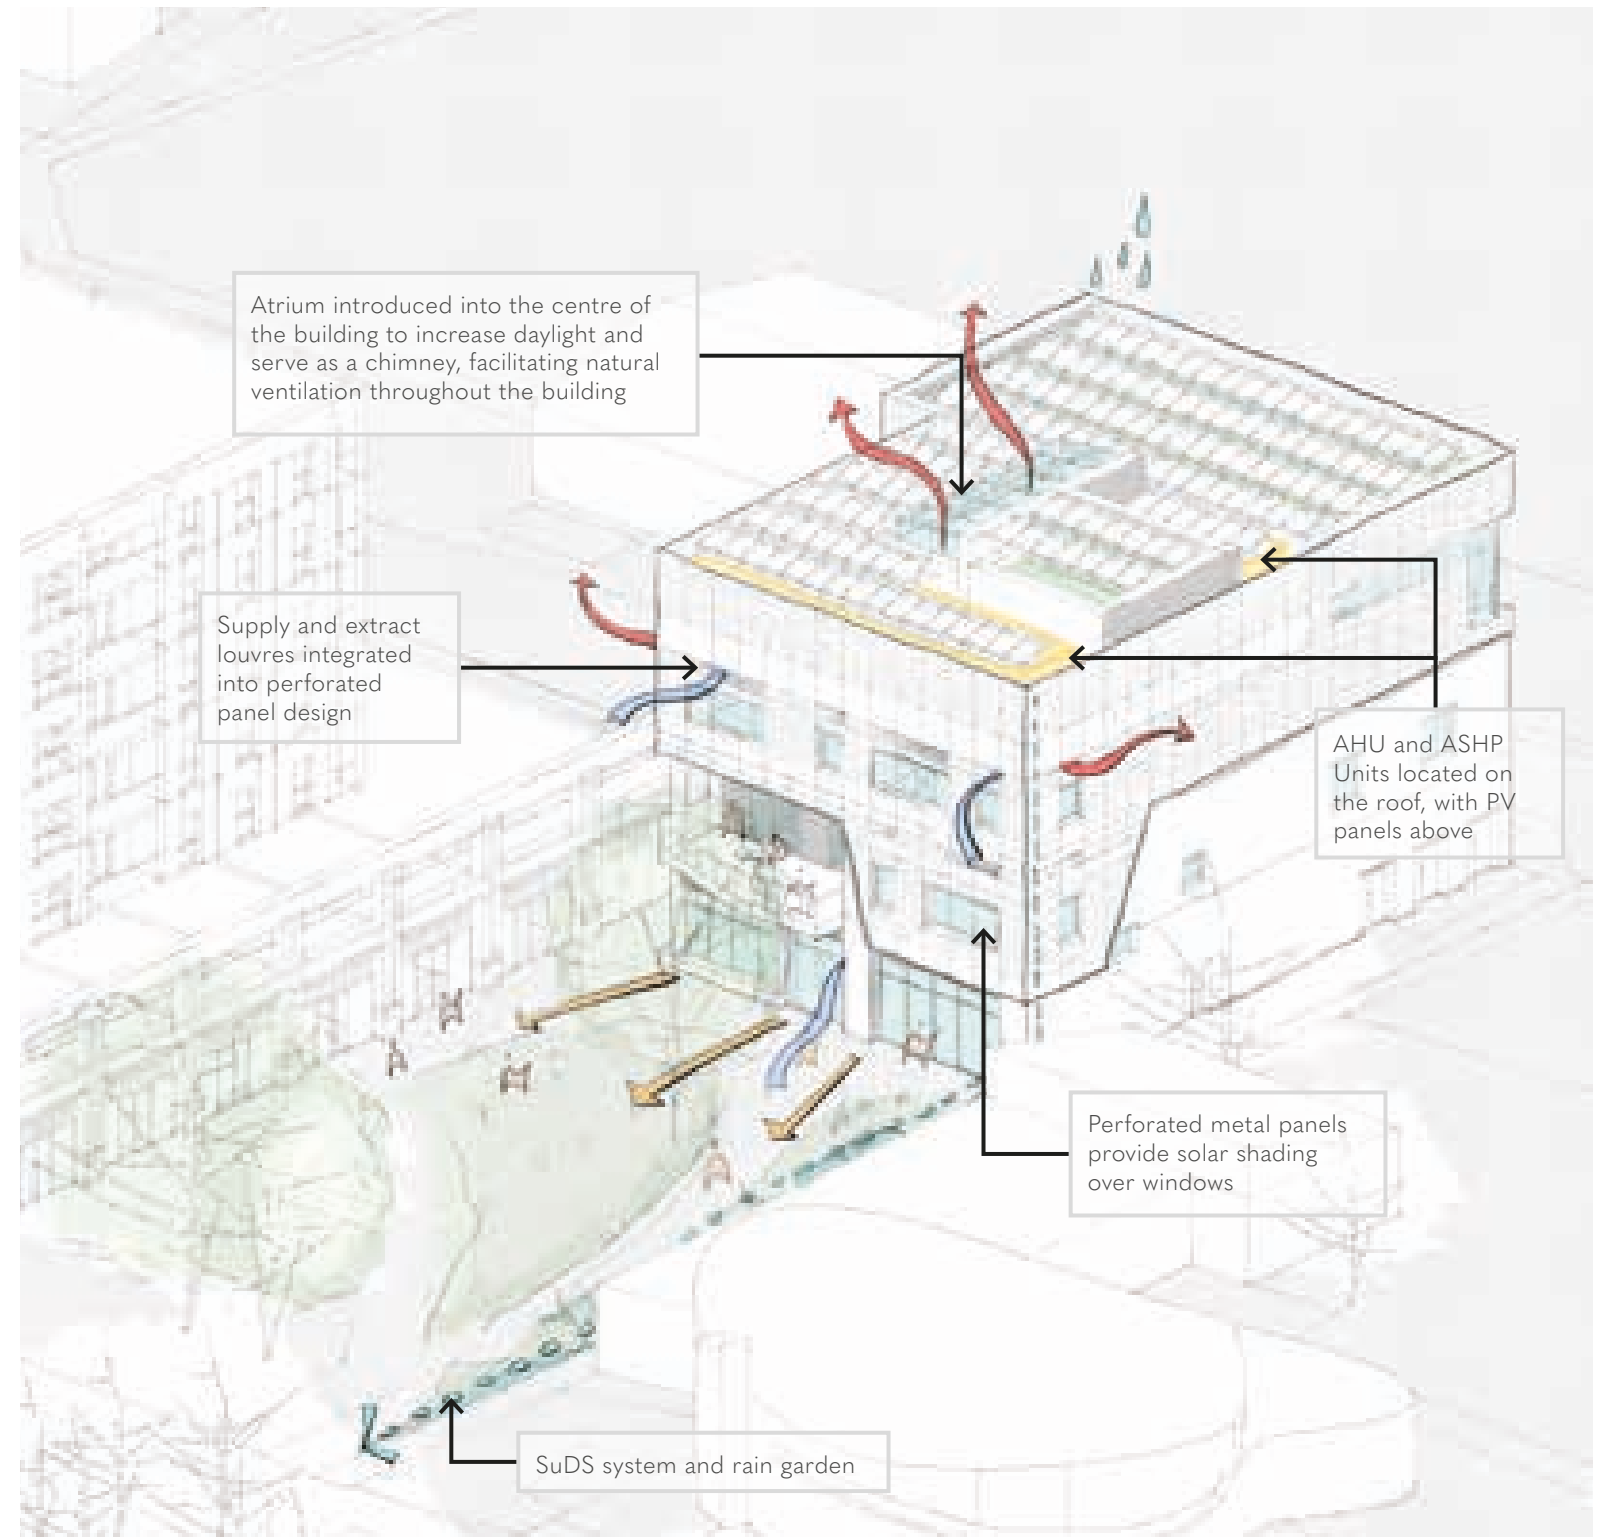 Atrium introduced into the centre of
the building to increase daylight and
serve as a chimney, facilitating natural
ventilation throughout the building
Supply and extract
louvres integrated
into perforated
panel design
AHU and ASHP
Units located on
the roof, with PV
panels above
Perforated metal panels
provide solar shading
over windows
SuDS system and rain garden